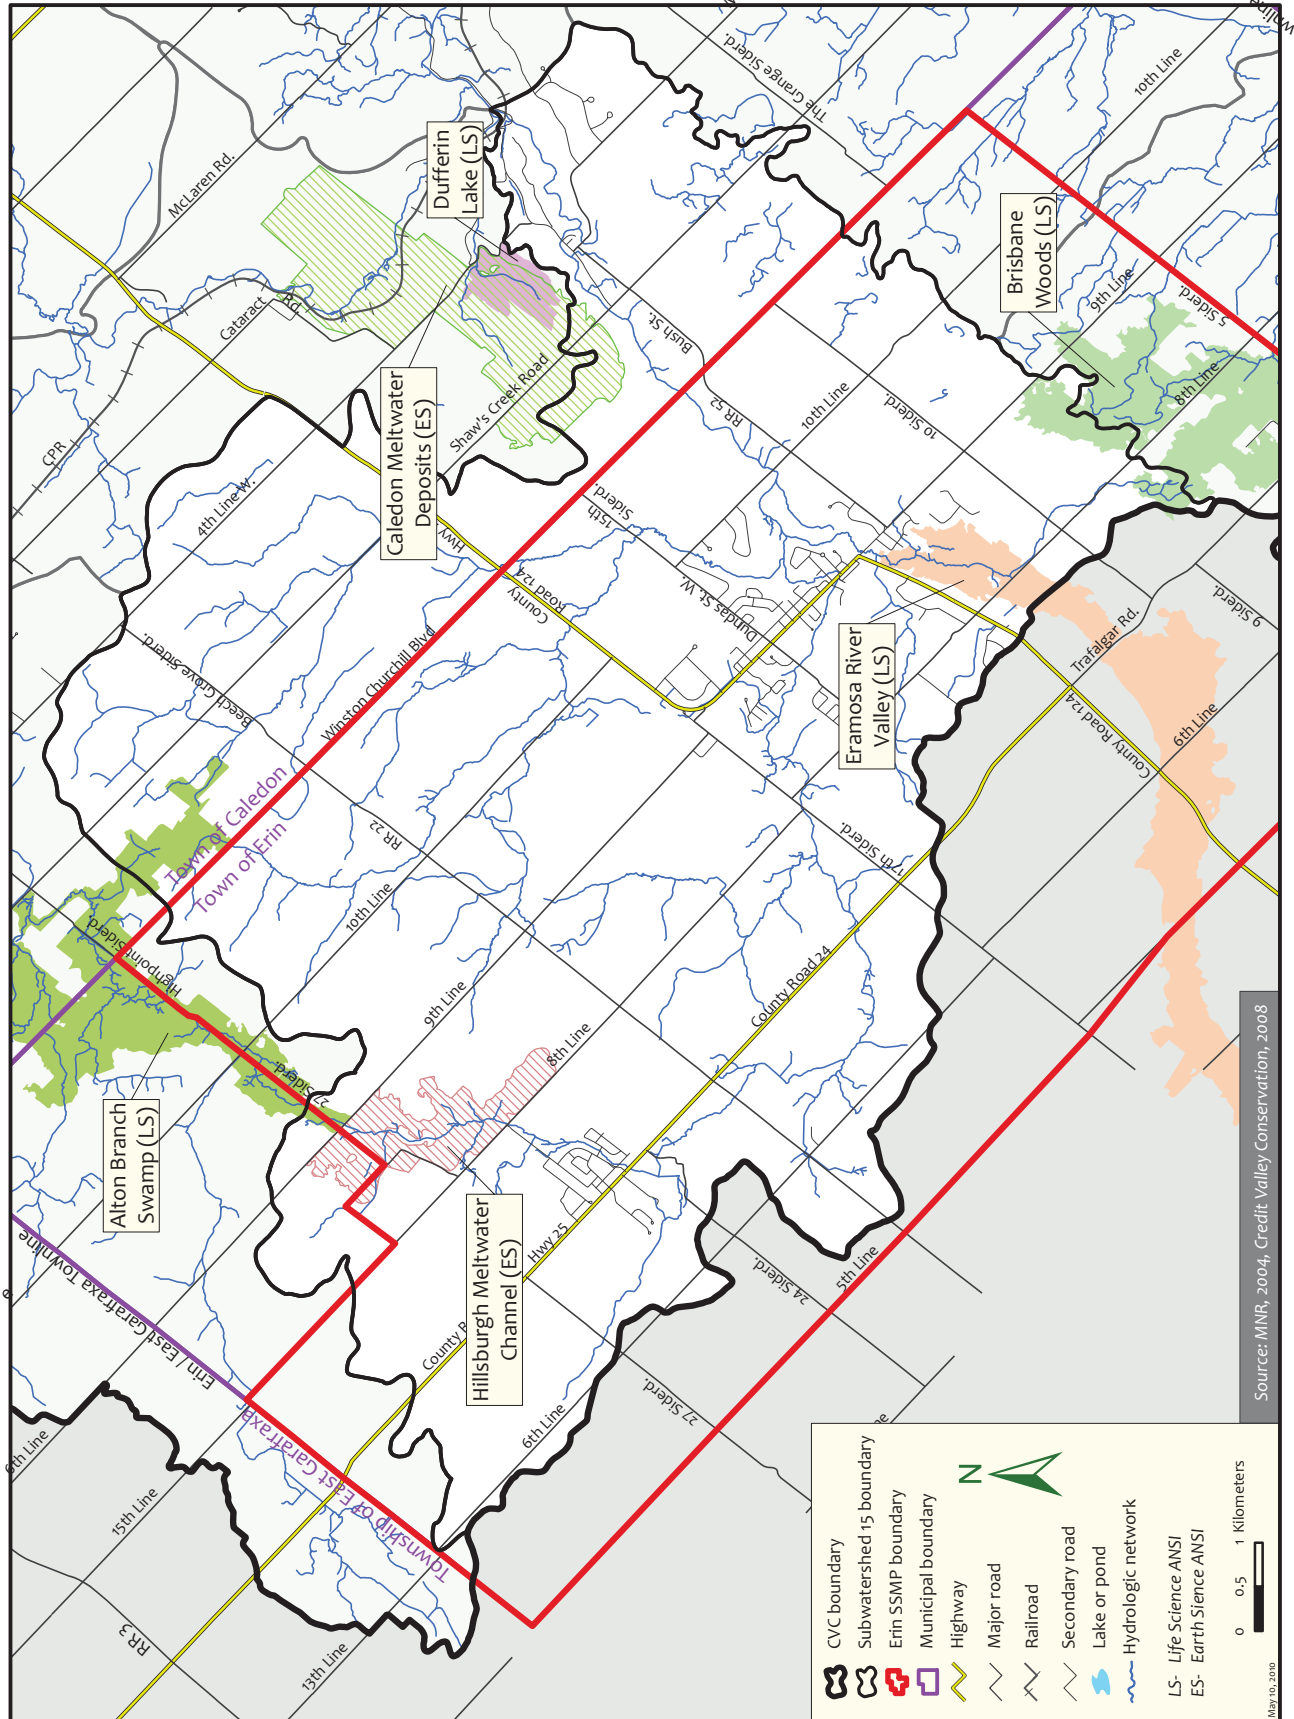 McLaren Rd.
The Grange Siderd.
10th Line
Dufferin
Lake (LS)
Cataract
Rd.
CPR
Brisbane
Woods (LS)
9th Line
5 Siderd.
8th Line
Bush St.
RR 52
10th Line
10 Siderd.
Caledon Meltwater
Deposits (ES)
Shaw's Creek Road
4th Line W.
Hwy
15th
Siderd.
County
Road 124
Dundas St. W.
Beech Grove Siderd.
Winston Churchill Blvd
Eramosa River
Valley (LS)
Trafalgar Rd.
9 Siderd.
County Road 124
6th Line
Town of Caledon
Town of Erin
RR 22
10th Line
17th Siderd.
Highpoint Siderd.
9th Line
8th Line
County Road 24
27 Siderd.
Alton Branch
Swamp (LS)
Hillsburgh Meltwater
Channel (ES)
Hwy 25
County R
5th Line
24 Siderd.
27 Siderd.
6th Line
Erin / East Garafraxa Townline
Township of East Garafraxa
6th Line
15th Line
RR 3
13th Line
CVC boundary
Subwatershed 15 boundary
Erin SSMP boundary
Municipal boundary
Highway
Major road
Railroad
Secondary road
Lake or pond
Hydrologic network
LS- Life Science ANSI
ES- Earth Sience ANSI
N
0 0.5 1 Kilometers
May 10, 2010
Source: MNR, 2004, Credit Valley Conservation, 2008